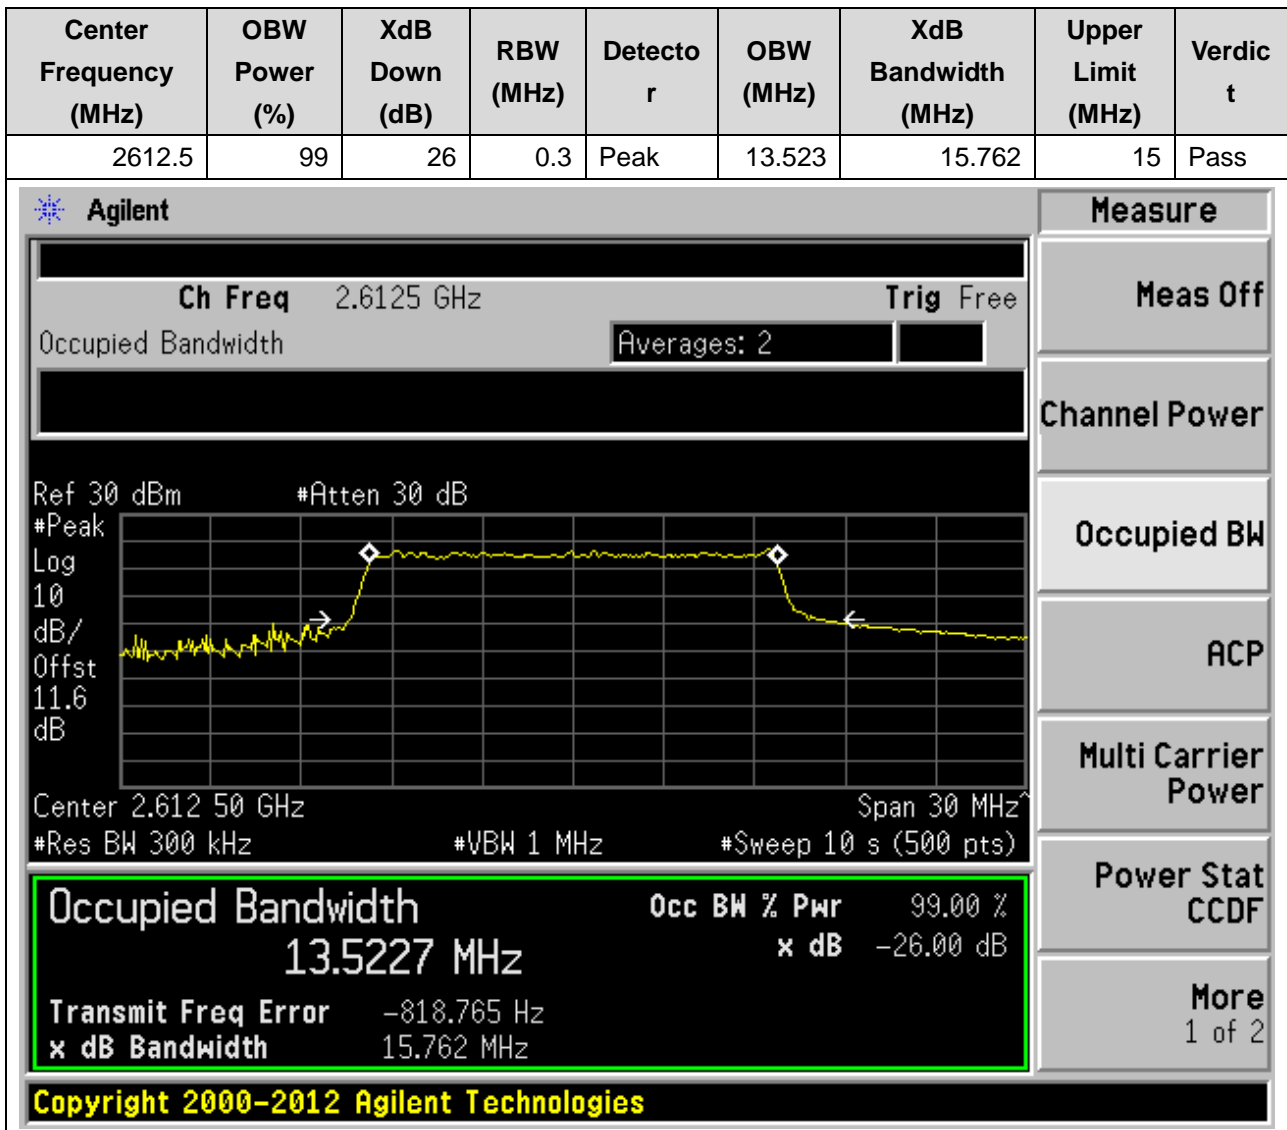 Center Frequency (MHz) OBW Power (%) XdB Down (dB) RBW (MHz) Detector OBW (MHz) XdB Bandwidth (MHz) Upper Limit (MHz) Verdict
2612.5 99 26 0.3 Peak 13.523 15.762 15 Pass
Agilent
Measure
Ch Freq 2.6125 GHz Trig Free
Meas Off
Occupied Bandwidth Averages: 2
Channel Power
Ref 30 dBm #Atten 30 dB
#Peak
Log
10
dB/
Offst
11.6
dB
Occupied BW
ACP
Center 2.612 50 GHz Span 30 MHz^
#Res BW 300 kHz #VBW 1 MHz #Sweep 10 s (500 pts)
Multi Carrier
Power
Occupied Bandwidth Occ BW % Pwr 99.00 %
13.5227 MHz x dB -26.00 dB
Transmit Freq Error -818.765 Hz
x dB Bandwidth 15.762 MHz
Power Stat
CCDF
More
1 of 2
Copyright 2000-2012 Agilent Technologies